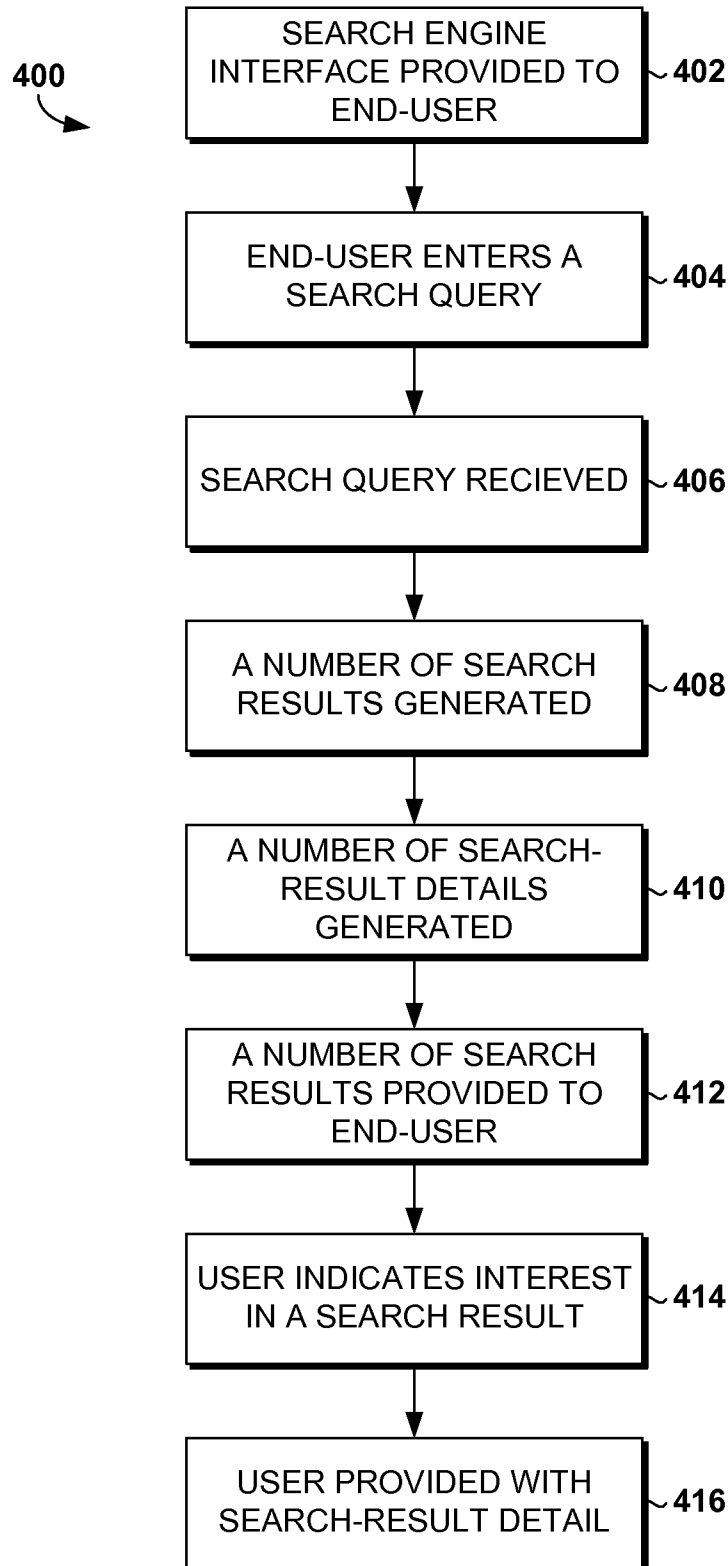 400
SEARCH ENGINE
INTERFACE PROVIDED TO
END-USER
402
END-USER ENTERS A
SEARCH QUERY
404
SEARCH QUERY RECIEVED
406
A NUMBER OF SEARCH
RESULTS GENERATED
408
A NUMBER OF SEARCH-
RESULT DETAILS
GENERATED
410
A NUMBER OF SEARCH
RESULTS PROVIDED TO
END-USER
412
USER INDICATES INTEREST
IN A SEARCH RESULT
414
USER PROVIDED WITH
SEARCH-RESULT DETAIL
416